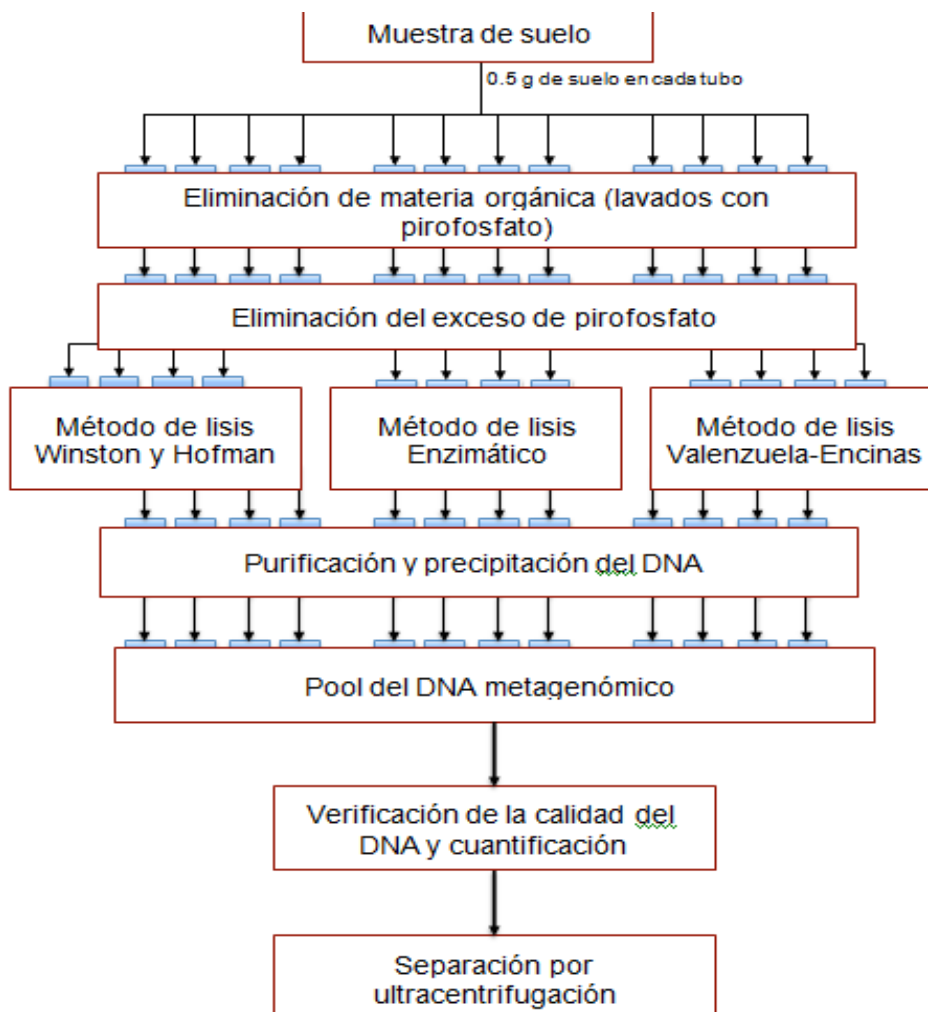 Muestra de suelo
0.5 g de suelo en cada tubo
Eliminación de materia orgánica (lavados con
pirofosfato)
Eliminación del exceso de pirofosfato
Método de lisis
Winston y Hofman
Método de lisis
Enzimático
Método de lisis
Valenzuela-Encinas
Purificación y precipitación del DNA
Pool del DNA metagenómico
Verificación de la calidad del
DNA y cuantificación
Separación por
ultracentrifugación